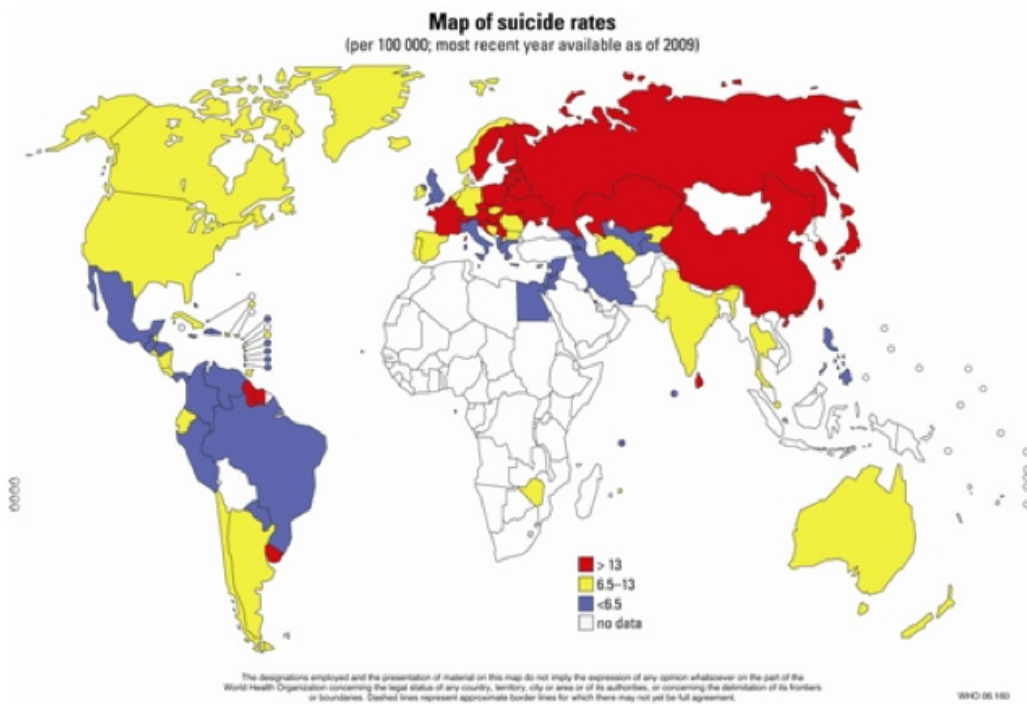 Map of suicide rates
(per 100 000; most recent year available as of 2009)
> 13
6.5–13
<6.5
no data
The designations employed and the presentation of material on this map do not imply the expression of any opinion whatsoever on the part of the
World Health Organization concerning the legal status of any country, territory, city or area or of its authorities, or concerning the delimitation of its frontiers
or boundaries. Dashed lines represent approximate border lines for which there may not yet be full agreement.
WHO 06.160